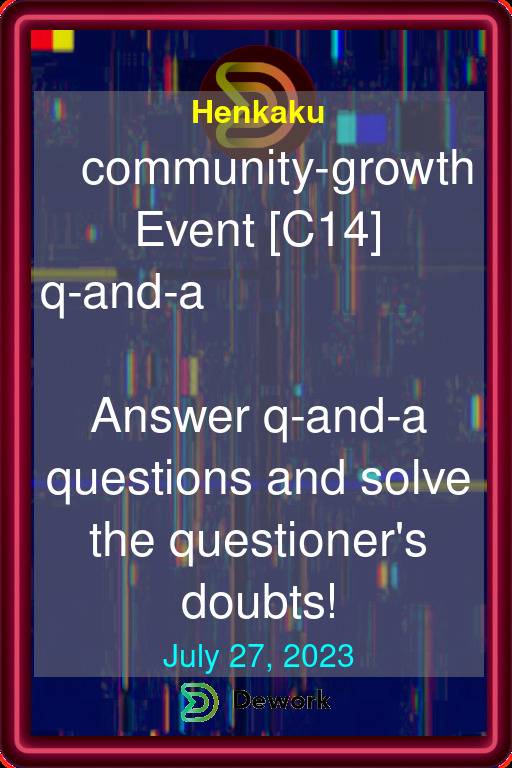 Henkaku
community-growth
Event [C14]
q-and-a
Answer q-and-a
questions and solve
the questioner's
doubts!
July 27, 2023
Dework